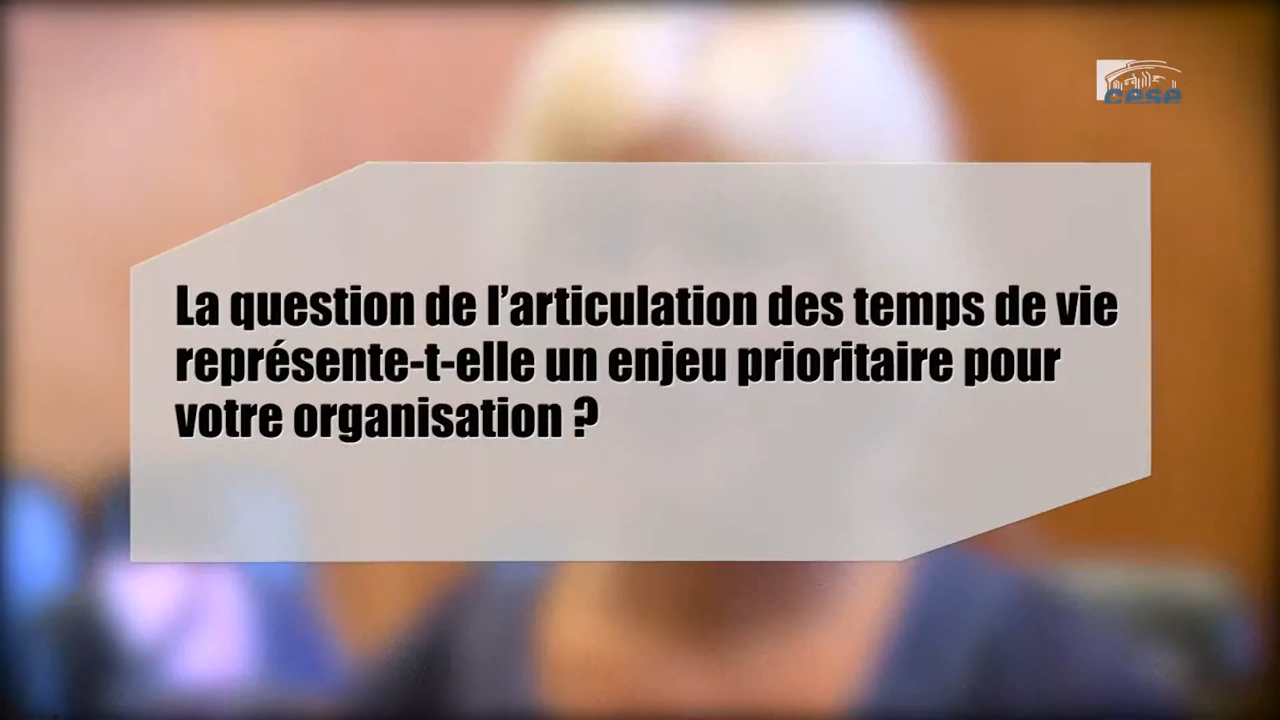 cese
La question de l’articulation des temps de vie
représente-t-elle un enjeu prioritaire pour
votre organisation ?